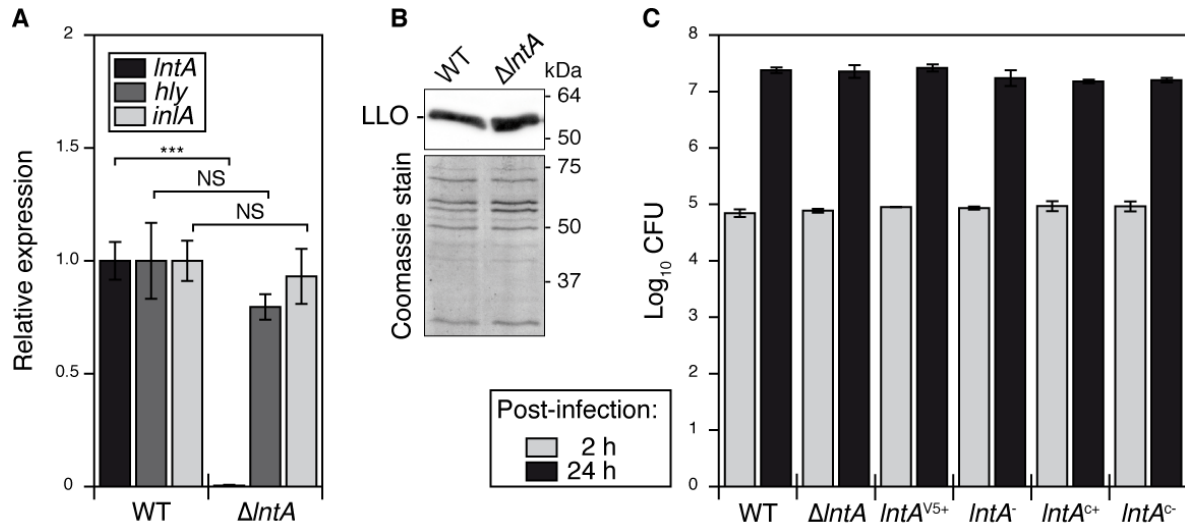 A
Relative expression
2
1.5
1.0
0.5
0
lntA
hly
inlA
***
NS
NS
WT
ΔlntA
B
WT
ΔlntA
kDa
LLO
64
50
Coomassie stain
75
50
37
Post-infection:
2 h
24 h
C
Log₁₀ CFU
8
7
6
5
4
3
2
1
0
WT
ΔlntA
lntAⱽ⁵⁺
lntA⁻
lntAᶜ⁺
lntAᶜ⁻